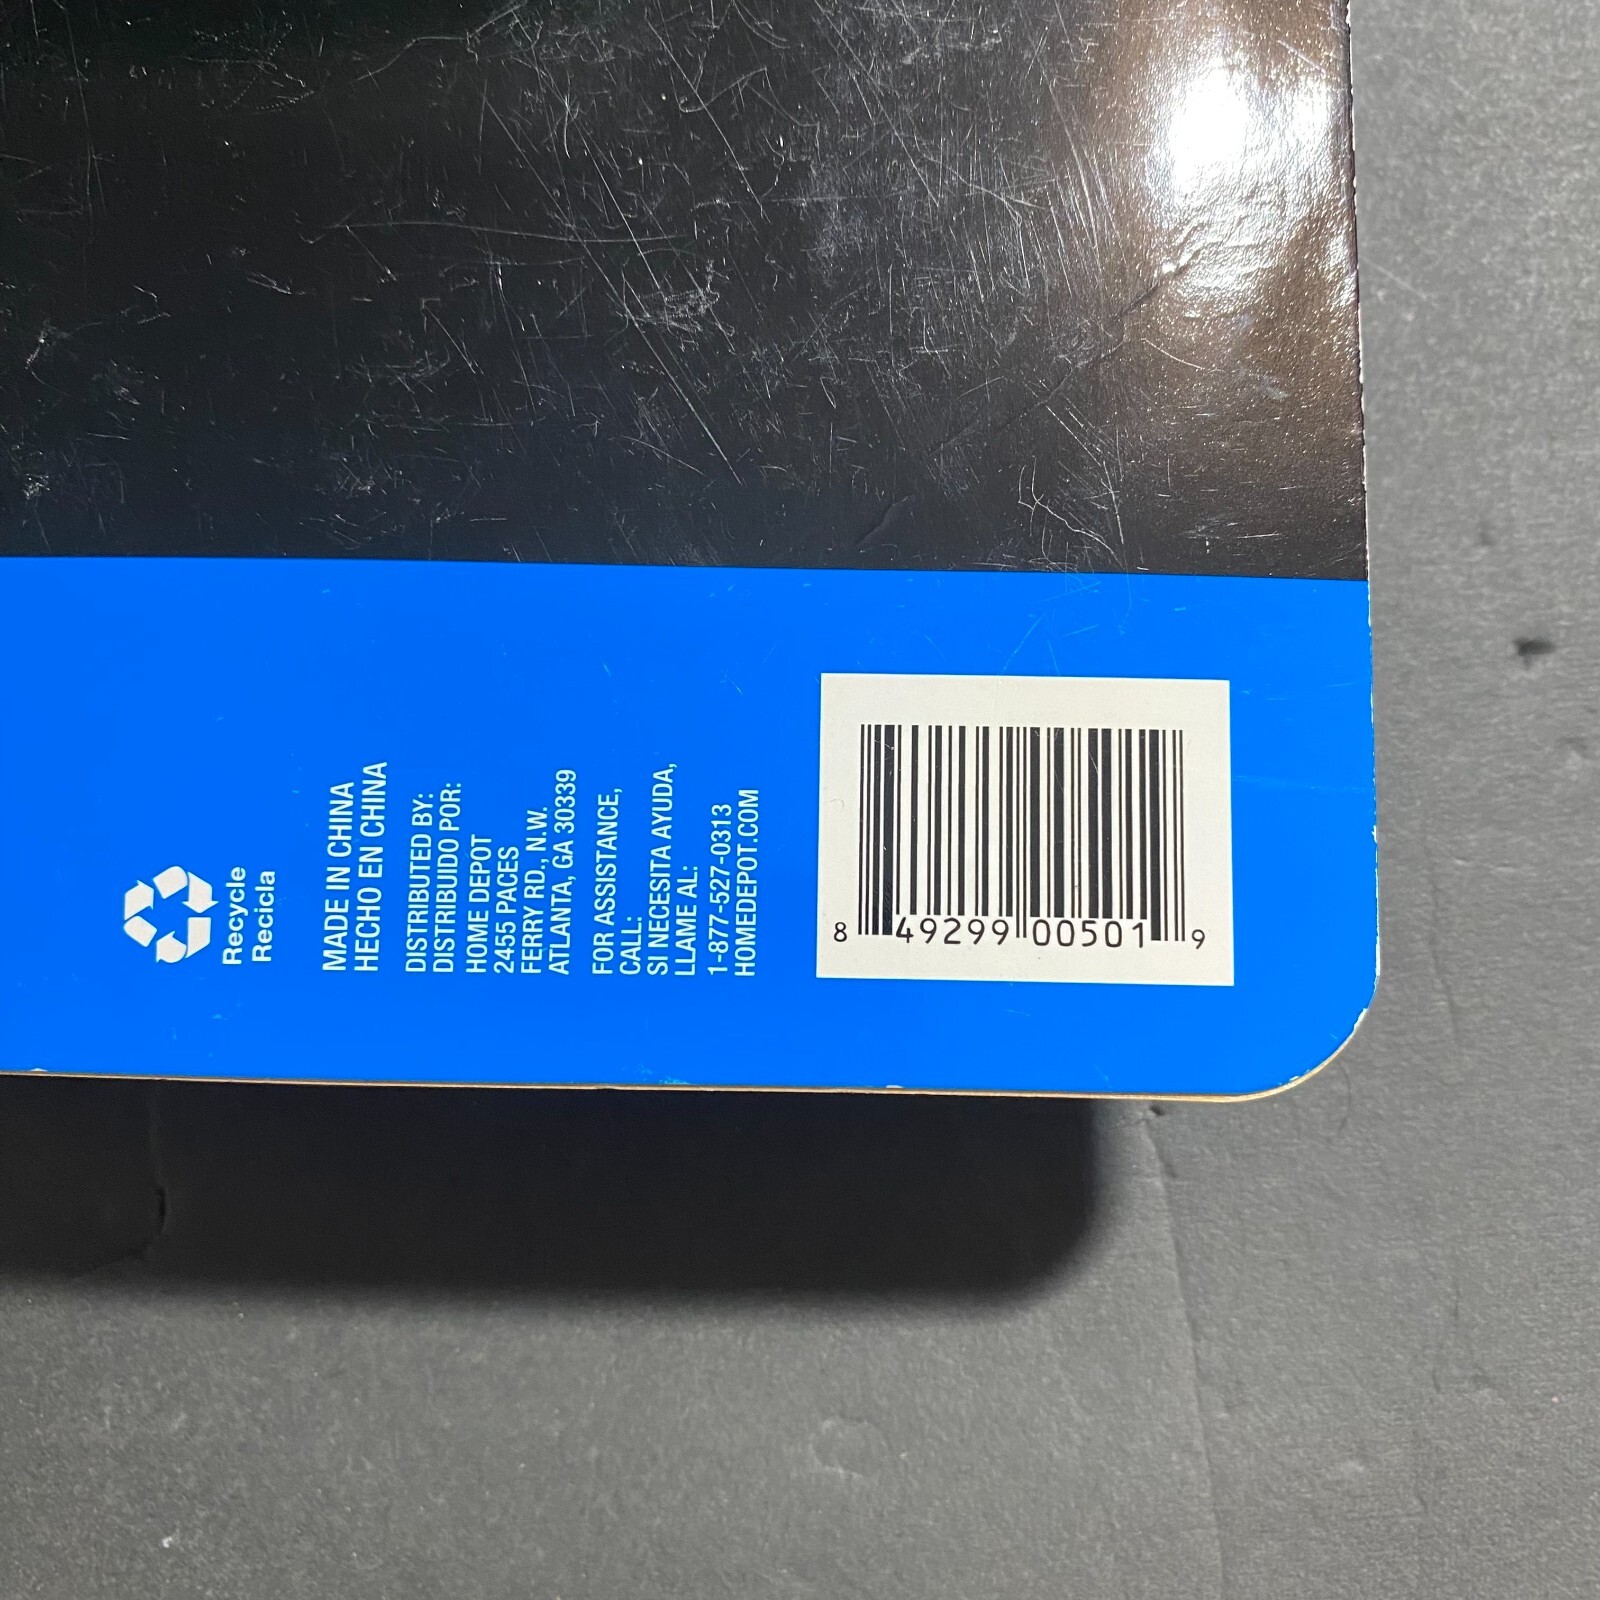 Recycle
Recicla
MADE IN CHINA
HECHO EN CHINA
DISTRIBUTED BY:
DISTRIBUIDO POR:
HOME DEPOT
2455 PACES
FERRY RD., N.W.
ATLANTA, GA 30339
FOR ASSISTANCE,
CALL:
SI NECESITA AYUDA,
LLAME AL:
1-877-527-0313
HOMEDEPOT.COM
8 49299 00501 9